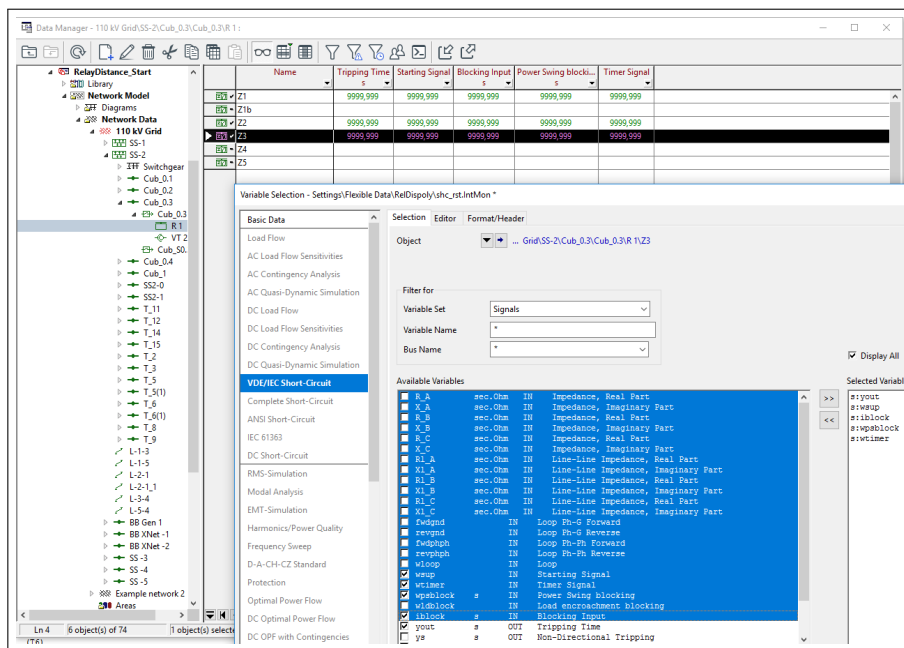 Data Manager - 110 kV Grid\SS-2\Cub_0.3\Cub_0.3\R 1 :
RelayDistance_Start
Library
Network Model
Diagrams
Network Data
110 kV Grid
SS-1
SS-2
Switchgear
Cub_0.1
Cub_0.2
Cub_0.3
Cub_0.3
R 1
VT 2
Cub_S0.
Cub_0.4
Cub_1
SS2-0
SS2-1
T_11
T_12
T_14
T_15
T_2
T_3
T_5
T_5(1)
T_6
T_6(1)
T_8
T_9
L-1-3
L-1-5
L-2-1
L-2-1_1
L-3-4
L-5-4
BB Gen 1
BB XNet -1
BB XNet -2
SS -3
SS -4
SS -5
Example network 2
Areas
Name Tripping Time Starting Signal Blocking Input Power Swing blocki... Timer Signal
s s s
Z1 9999,999 9999,999 9999,999 9999,999 9999,999
Z1b
Z2 9999,999 9999,999 9999,999 9999,999 9999,999
Z3 9999,999 9999,999 9999,999 9999,999 9999,999
Z4
Z5
Variable Selection - Settings\Flexible Data\RelDispoly\shc_rst.IntMon *
Basic Data
Load Flow
AC Load Flow Sensitivities
AC Contingency Analysis
AC Quasi-Dynamic Simulation
DC Load Flow
DC Load Flow Sensitivities
DC Contingency Analysis
DC Quasi-Dynamic Simulation
VDE/IEC Short-Circuit
Complete Short-Circuit
ANSI Short-Circuit
IEC 61363
DC Short-Circuit
RMS-Simulation
Modal Analysis
EMT-Simulation
Harmonics/Power Quality
Frequency Sweep
D-A-CH-CZ Standard
Protection
Optimal Power Flow
DC Optimal Power Flow
DC OPF with Contingencies
Selection Editor Format/Header
Object ... Grid\SS-2\Cub_0.3\Cub_0.3\R 1\Z3
Filter for
Variable Set Signals
Variable Name *
Bus Name *
Display All
Available Variables
R_A sec.Ohm IN Impedance, Real Part
X_A sec.Ohm IN Impedance, Imaginary Part
R_B sec.Ohm IN Impedance, Real Part
X_B sec.Ohm IN Impedance, Imaginary Part
R_C sec.Ohm IN Impedance, Real Part
X_C sec.Ohm IN Impedance, Imaginary Part
Rl_A sec.Ohm IN Line-Line Impedance, Real Part
Xl_A sec.Ohm IN Line-Line Impedance, Imaginary Part
Rl_B sec.Ohm IN Line-Line Impedance, Real Part
Xl_B sec.Ohm IN Line-Line Impedance, Imaginary Part
Rl_C sec.Ohm IN Line-Line Impedance, Real Part
Xl_C sec.Ohm IN Line-Line Impedance, Imaginary Part
fwdgnd IN Loop Ph-G Forward
revgnd IN Loop Ph-G Reverse
fwdphph IN Loop Ph-Ph Forward
revphph IN Loop Ph-Ph Reverse
wloop IN Loop
wsup IN Starting Signal
wtimer IN Timer Signal
wpsblock s IN Power Swing blocking
wldblock IN Load encroachment blocking
iblock s IN Blocking Input
yout s OUT Tripping Time
ys s OUT Non-Directional Tripping
>>
<<
Selected Variabl
s:yout
s:wsup
s:iblock
s:wpsblock
s:wtimer
Ln 4 6 object(s) of 74 1 object(s) selecte
(T6)